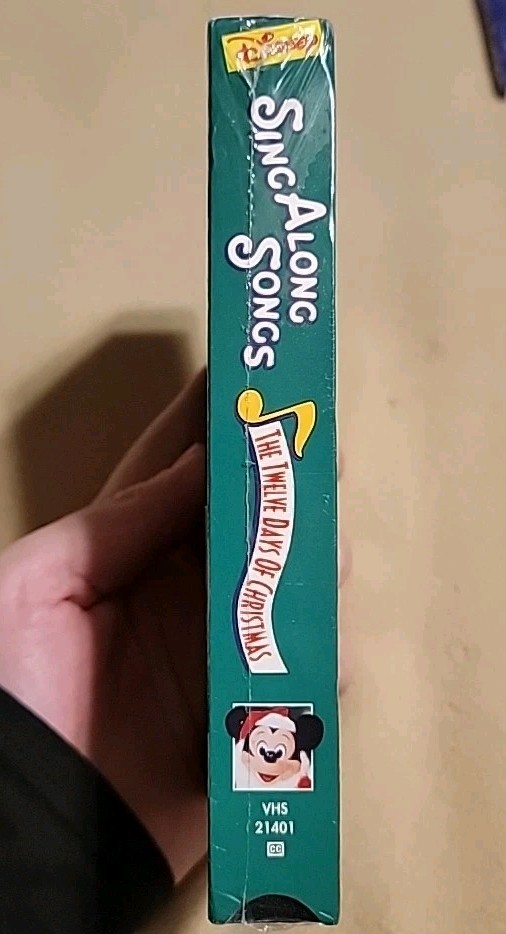 Disney
SING ALONG
SONGS
THE TWELVE DAYS OF CHRISTMAS
VHS
21401
CC